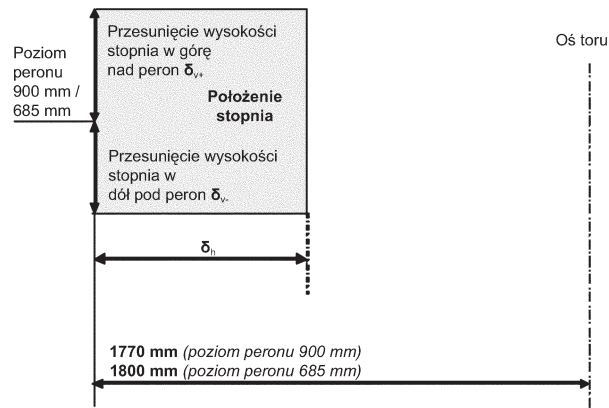 Przesunięcie wysokości
stopnia w górę
nad peron δv+
Poziom
peronu
900 mm /
685 mm
Położenie
stopnia
Oś toru
Przesunięcie wysokości
stopnia w
dół pod peron δv-
δh
1770 mm (poziom peronu 900 mm)
1800 mm (poziom peronu 685 mm)